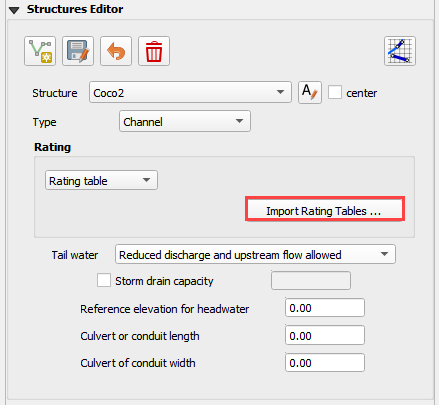 Structures Editor
Structure Coco2 center
Type Channel
Rating
Rating table
Import Rating Tables ...
Tail water Reduced discharge and upstream flow allowed
Storm drain capacity
Reference elevation for headwater 0.00
Culvert or conduit length 0.00
Culvert of conduit width 0.00